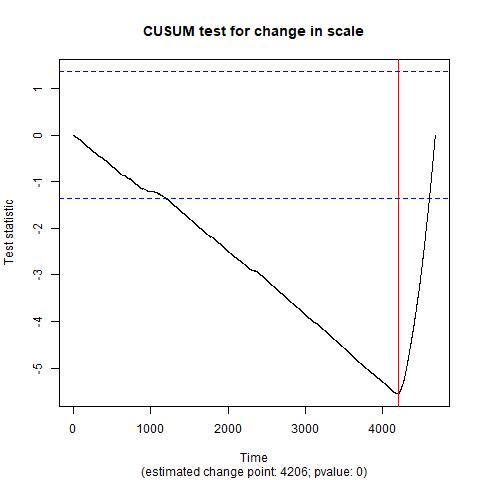 CUSUM test for change in scale
Test statistic
1
0
-1
-2
-3
-4
-5
0 1000 2000 3000 4000
Time
(estimated change point: 4206; pvalue: 0)